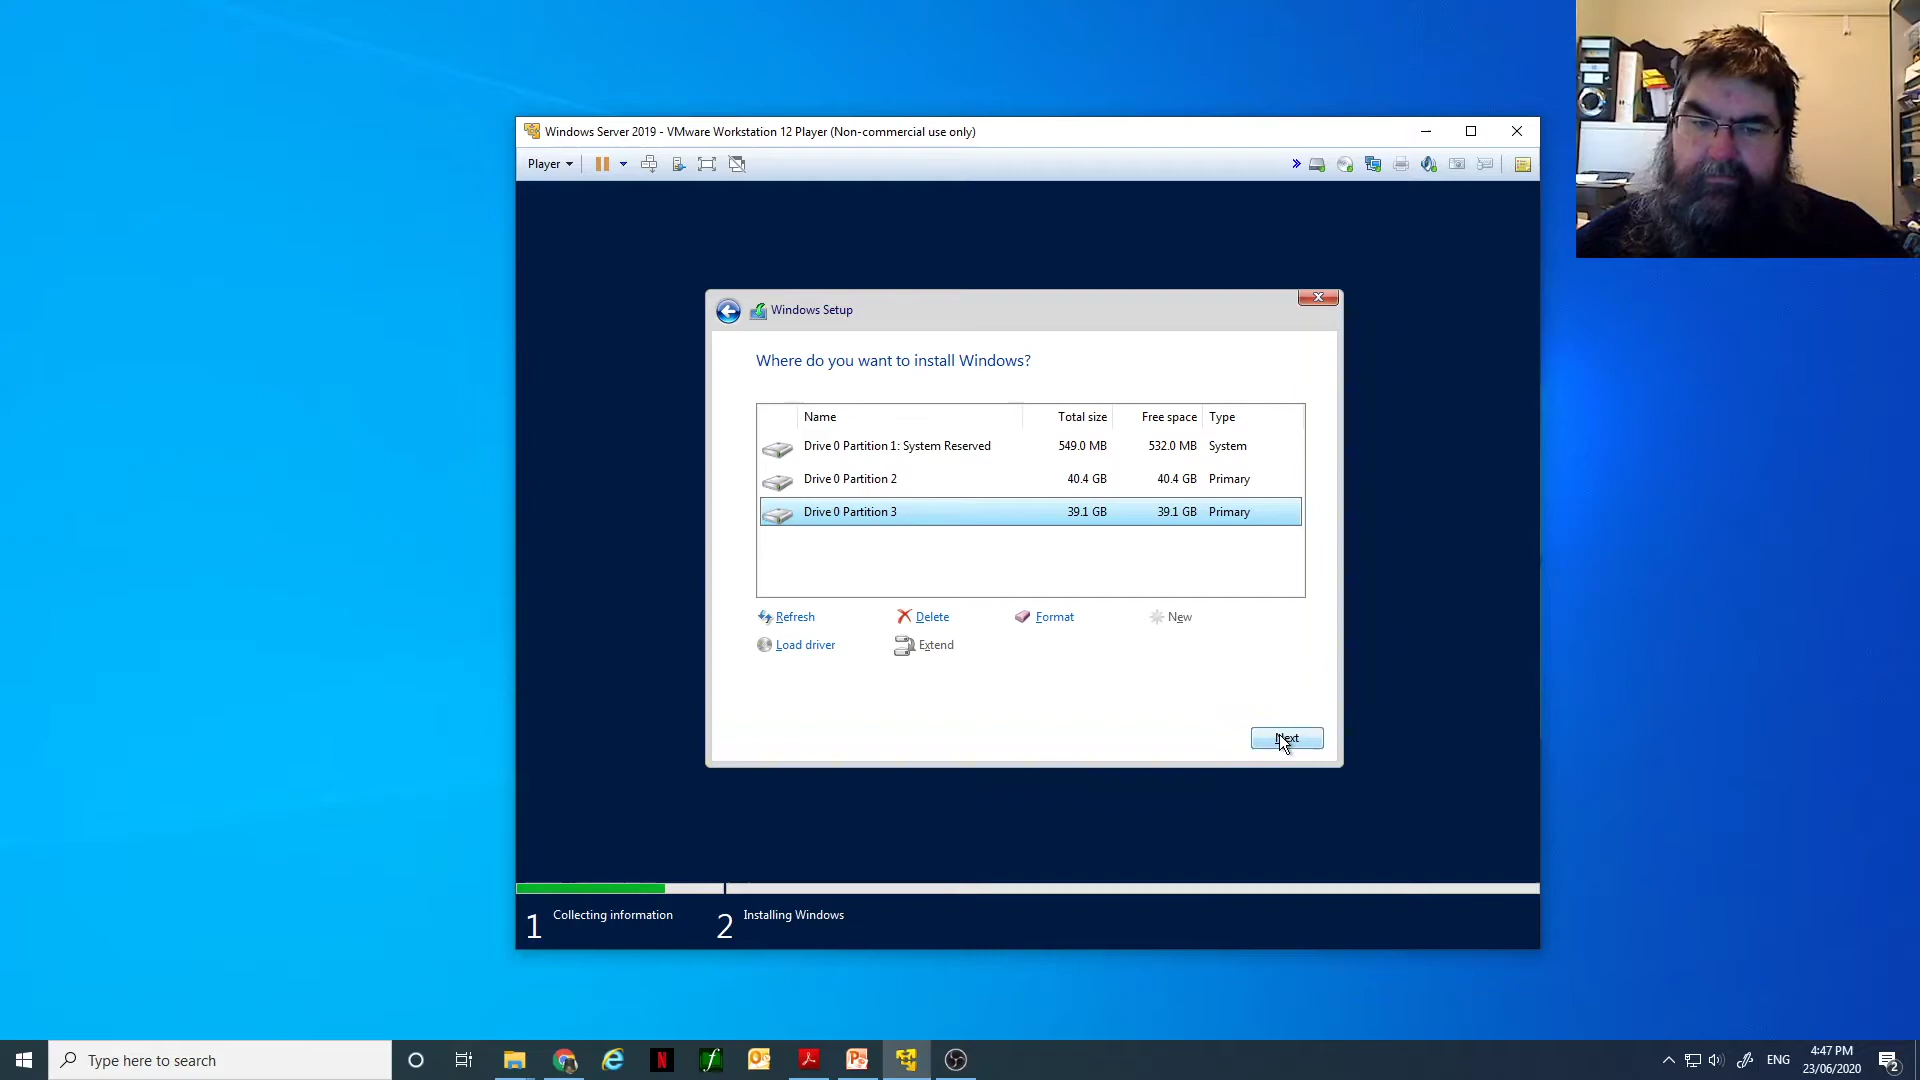 Windows Server 2019 - VMware Workstation 12 Player (Non-commercial use only)
Player
Windows Setup
Where do you want to install Windows?
Name Total size Free space Type
Drive 0 Partition 1: System Reserved 549.0 MB 532.0 MB System
Drive 0 Partition 2 40.4 GB 40.4 GB Primary
Drive 0 Partition 3 39.1 GB 39.1 GB Primary
Refresh Delete Format New
Load driver Extend
Next
1 Collecting information 2 Installing Windows
Type here to search
ENG
4:47 PM
23/06/2020
2